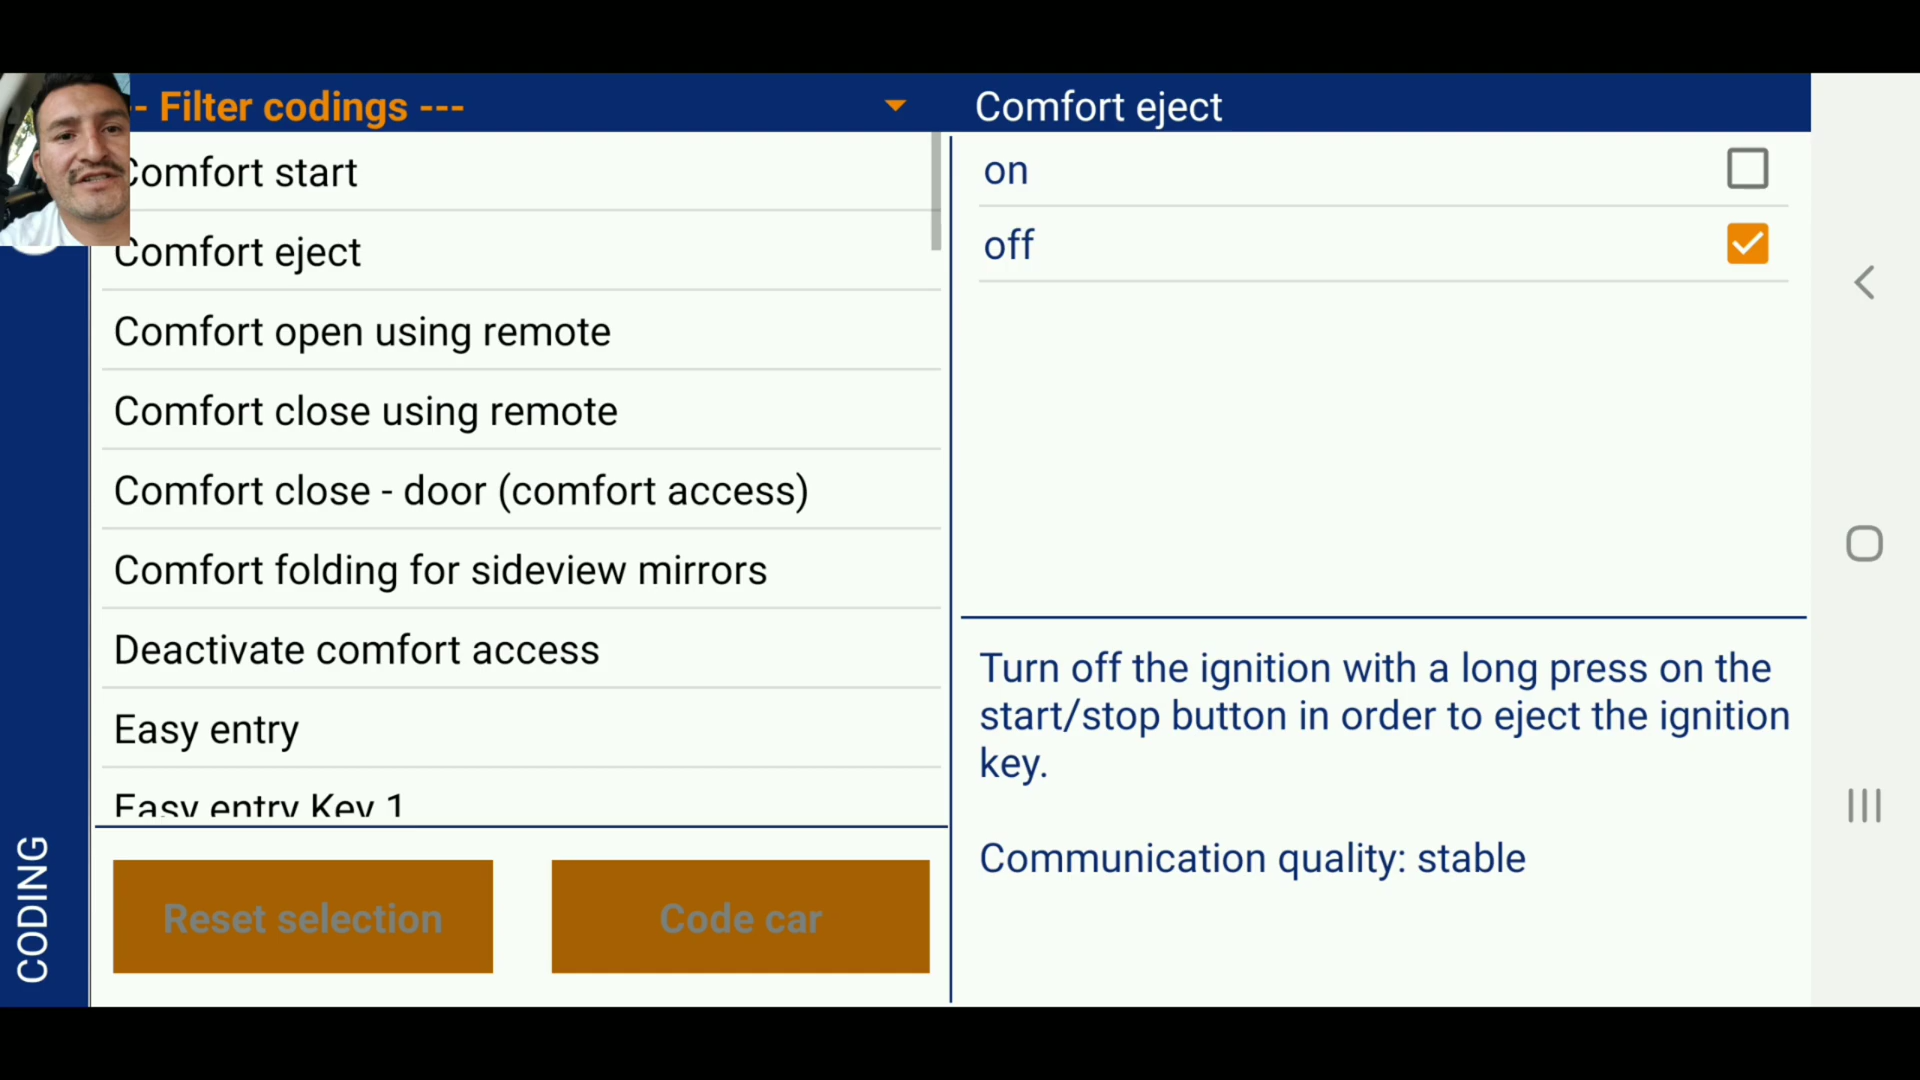 - Filter codings ---
Comfort start
Comfort eject
Comfort open using remote
Comfort close using remote
Comfort close - door (comfort access)
Comfort folding for sideview mirrors
Deactivate comfort access
Easy entry
Easy entry Key 1
Reset selection
Code car
CODING
Comfort eject
on
off
Turn off the ignition with a long press on the
start/stop button in order to eject the ignition
key.
Communication quality: stable